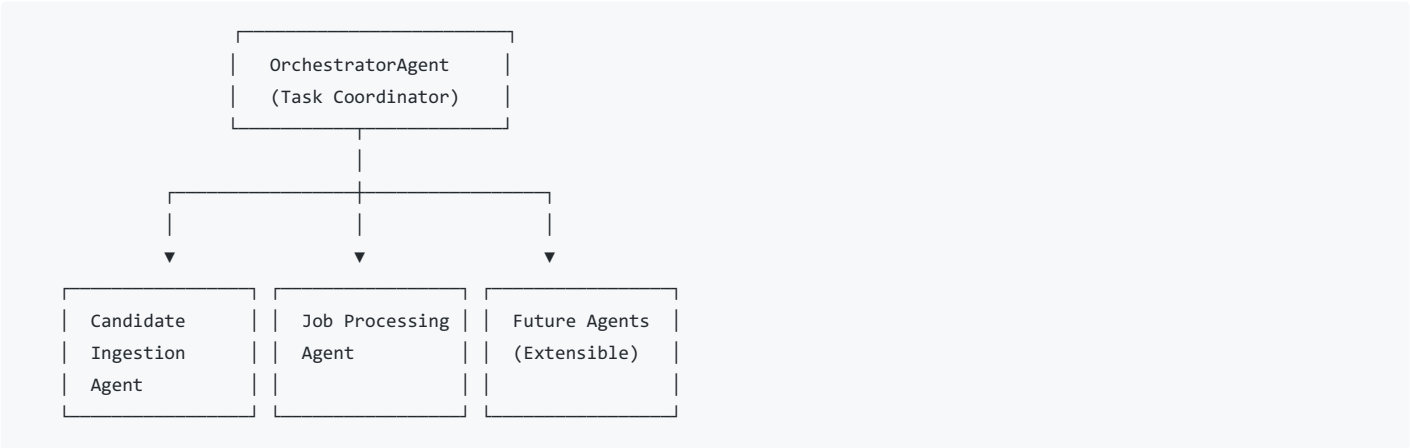 OrchestratorAgent
(Task Coordinator)
Candidate Ingestion Agent
Job Processing Agent
Future Agents (Extensible)